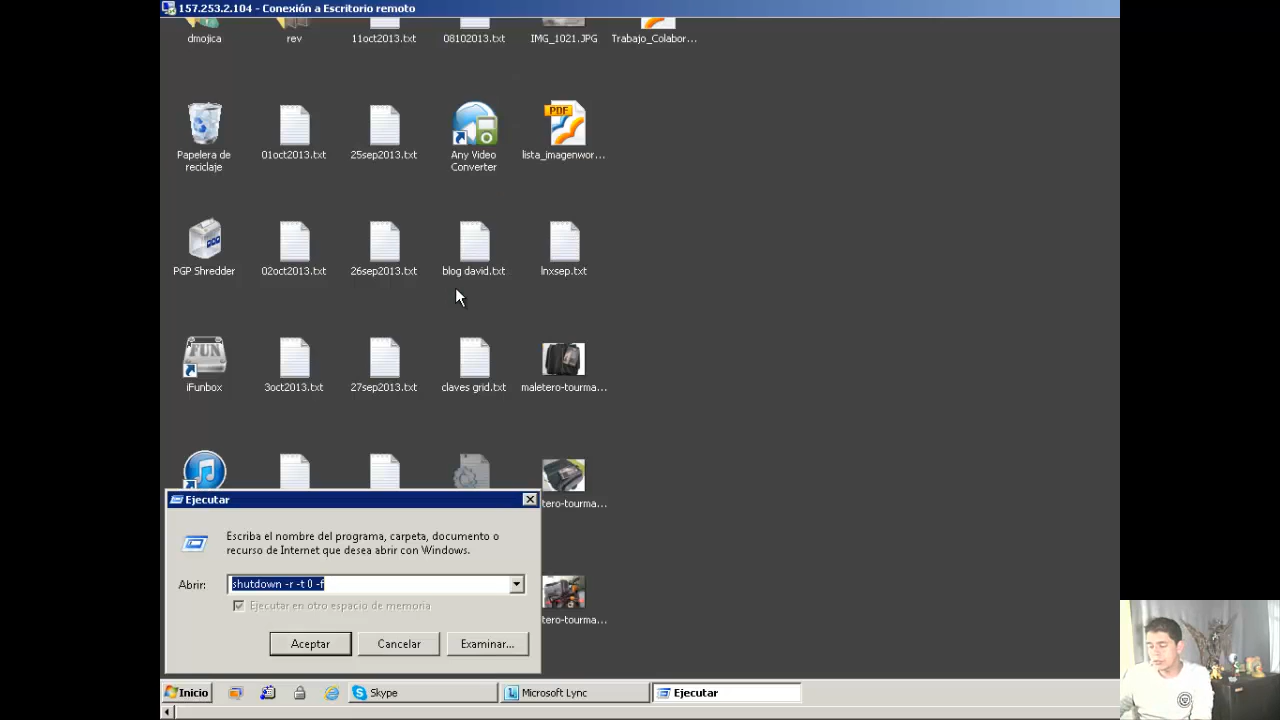 157.253.2.104 - Conexión a Escritorio remoto
dmojica
rev
11oct2013.txt
08102013.txt
IMG_1021.JPG
Trabajo_Colabor...
PDF
Papelera de
reciclaje
01oct2013.txt
25sep2013.txt
Any Video
Converter
lista_imagenwor...
PGP Shredder
02oct2013.txt
26sep2013.txt
blog david.txt
lnxsep.txt
FUN
iFunbox
3oct2013.txt
27sep2013.txt
claves grid.txt
maletero-tourma...
tero-tourma...
tero-tourma...
Ejecutar
Escriba el nombre del programa, carpeta, documento o
recurso de Internet que desea abrir con Windows.
Abrir:
shutdown -r -t 0 -f
Ejecutar en otro espacio de memoria
Aceptar
Cancelar
Examinar...
Inicio
Skype
Microsoft Lync
Ejecutar